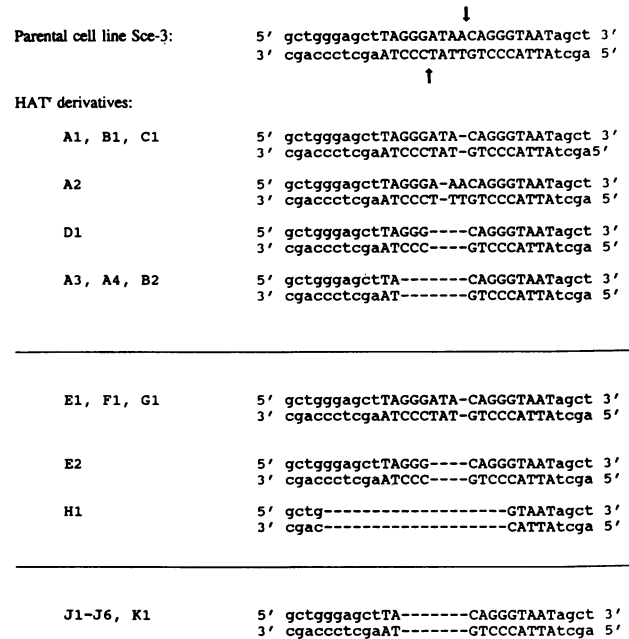 Parental cell line Sce-3: 5′ gctgggagctTAGGGATAACAGGGTAATagct 3′
3′ cgaccctcgaATCCCTATTGTCCCATTAtcga 5′
HATʳ derivatives:
A1, B1, C1 5′ gctgggagctTAGGGATA-CAGGGTAATagct 3′
3′ cgaccctcgaATCCCTAT-GTCCCATTAtcga5′
A2 5′ gctgggagctTAGGGA-AACAGGGTAATagct 3′
3′ cgaccctcgaATCCCT-TTGTCCCATTAtcga 5′
D1 5′ gctgggagctTAGGG----CAGGGTAATagct 3′
3′ cgaccctcgaATCCC----GTCCCATTAtcga 5′
A3, A4, B2 5′ gctgggagctTA-------CAGGGTAATagct 3′
3′ cgaccctcgaAT-------GTCCCATTAtcga 5′
E1, F1, G1 5′ gctgggagctTAGGGATA-CAGGGTAATagct 3′
3′ cgaccctcgaATCCCTAT-GTCCCATTAtcga 5′
E2 5′ gctgggagctTAGGG----CAGGGTAATagct 3′
3′ cgaccctcgaATCCC----GTCCCATTAtcga 5′
H1 5′ gctg-------------------GTAATagct 3′
3′ cgac-------------------CATTAtcga 5′
J1-J6, K1 5′ gctgggagctTA-------CAGGGTAATagct 3′
3′ cgaccctcgaAT-------GTCCCATTAtcga 5′